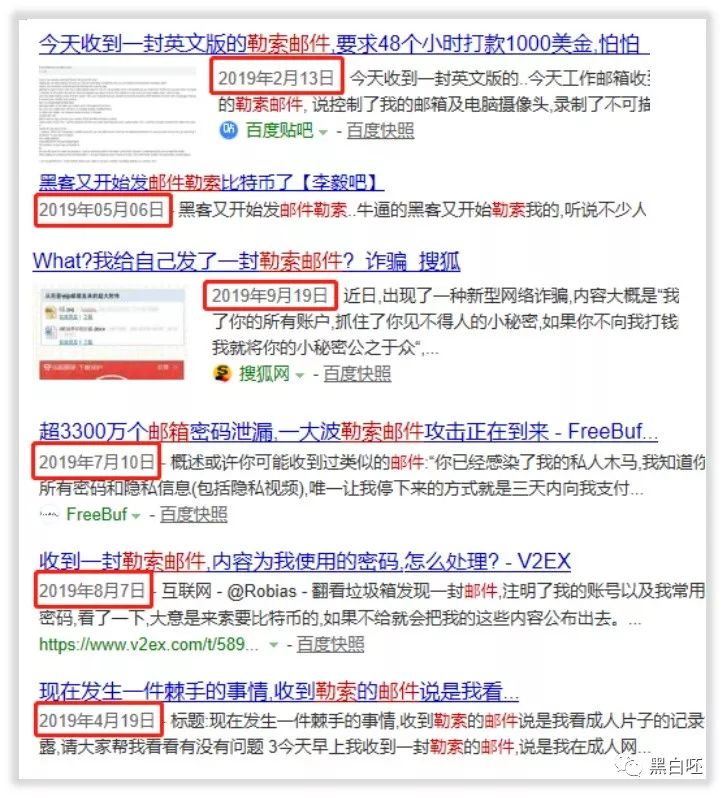 今天收到一封英文版的勒索邮件,要求48个小时打款1000美金,怕怕
2019年2月13日 今天收到一封英文版的..今天工作邮箱收到
的勒索邮件, 说控制了我的邮箱及电脑摄像头,录制了不可描
百度贴吧 - 百度快照
黑客又开始发邮件勒索比特币了【李毅吧】
2019年05月06日 - 黑客又开始发邮件勒索..牛逼的黑客又开始勒索我的,听说不少人
What?我给自己发了一封勒索邮件? 诈骗 搜狐
2019年9月19日 近日,出现了一种新型网络诈骗,内容大概是“我
了你的所有账户,抓住了你见不得人的小秘密,如果你不向我打钱
我就将你的小秘密公之于众“,...
搜狐网 - 百度快照
超3300万个邮箱密码泄漏,一大波勒索邮件攻击正在到来 - FreeBuf...
2019年7月10日 - 概述或许你可能收到过类似的邮件:“你已经感染了我的私人木马,我知道你
所有密码和隐私信息(包括隐私视频),唯一让我停下来的方式就是三天内向我支付...
FreeBuf - 百度快照
收到一封勒索邮件,内容为我使用的密码,怎么处理? - V2EX
2019年8月7日 - 互联网 - @Robias - 翻看垃圾箱发现一封邮件,注明了我的账号以及我常用
密码,看了一下,大意是来索要比特币的,如果不给就会把我的这些内容公布出去。...
https://www.v2ex.com/t/589... - 百度快照
现在发生一件棘手的事情,收到勒索的邮件说是我看...
2019年4月19日 - 标题:现在发生一件棘手的事情,收到勒索的邮件说是我看成人片子的记录
露,请大家帮我看看有没有问题 3今天早上我收到一封勒索的邮件,说是我在成人网...
黑白呸